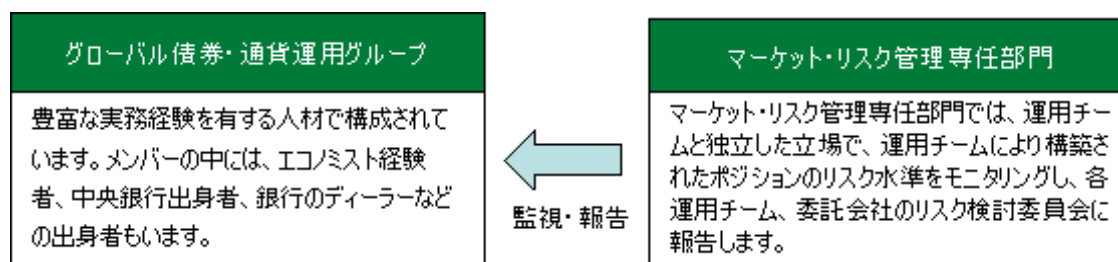 グローバル債券・通貨運用グループ
豊富な実務経験を有する人材で構成されて
います。メンバーの中には、エコノミスト経験
者、中央銀行出身者、銀行のディーラーなど
の出身者もいます。
監視・報告
マーケット・リスク管理専任部門
マーケット・リスク管理専任部門では、運用チー
ムと独立した立場で、運用チームにより構築さ
れたポジションのリスク水準をモニタリングし、各
運用チーム、委託会社のリスク検討委員会に
報告します。